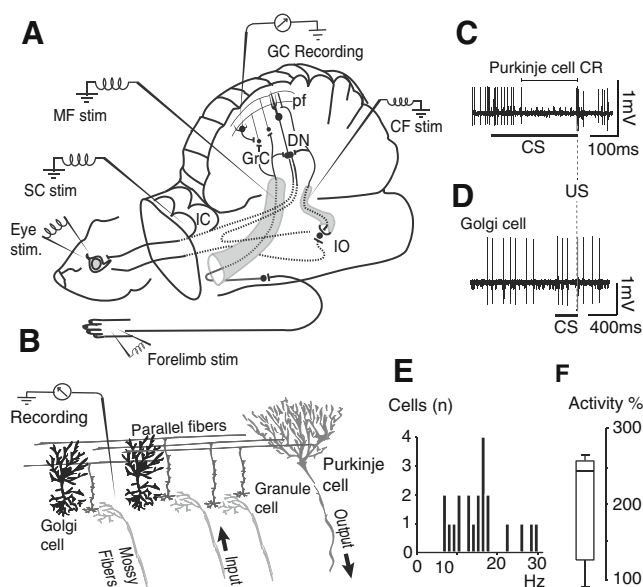 A
GC Recording
MF stim
pf
CF stim
GrC
DN
SC stim
IC
Eye
stim.
IO
Forelimb stim
B
Recording
Parallel fibers
Purkinje
cell
Granule
cell
Golgi
cell
Mossy
Fibers
Input
Output
C
Purkinje cell CR
1mV
CS
100ms
US
D
Golgi cell
1mV
CS
400ms
E
Cells (n)
4
3
2
1
0
0
10
20
30
Hz
F
Activity %
300
200
100